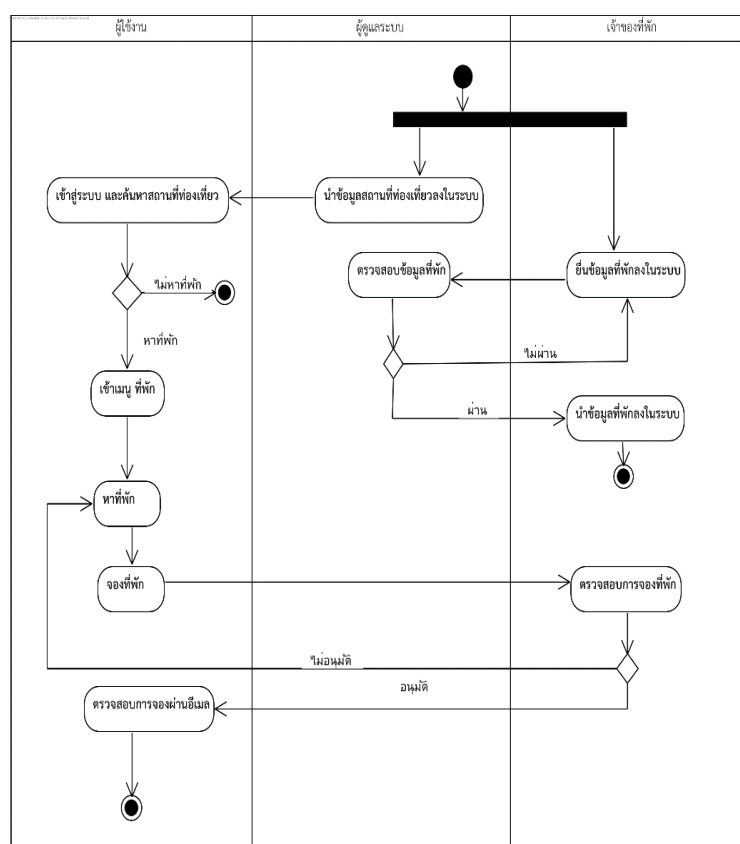 ผู้ใช้งาน
ผู้ดูแลระบบ
เจ้าของที่พัก
เข้าสู่ระบบ และค้นหาสถานที่ท่องเที่ยว
นำข้อมูลสถานที่ท่องเที่ยวลงในระบบ
ตรวจสอบข้อมูลที่พัก
ยื่นข้อมูลที่พักลงในระบบ
ไม่หาที่พัก
หาที่พัก
ไม่ผ่าน
เข้าเมนู ที่พัก
ผ่าน
นำข้อมูลที่พักลงในระบบ
หาที่พัก
จองที่พัก
ตรวจสอบการจองที่พัก
ไม่อนุมัติ
อนุมัติ
ตรวจสอบการจองผ่านอีเมล